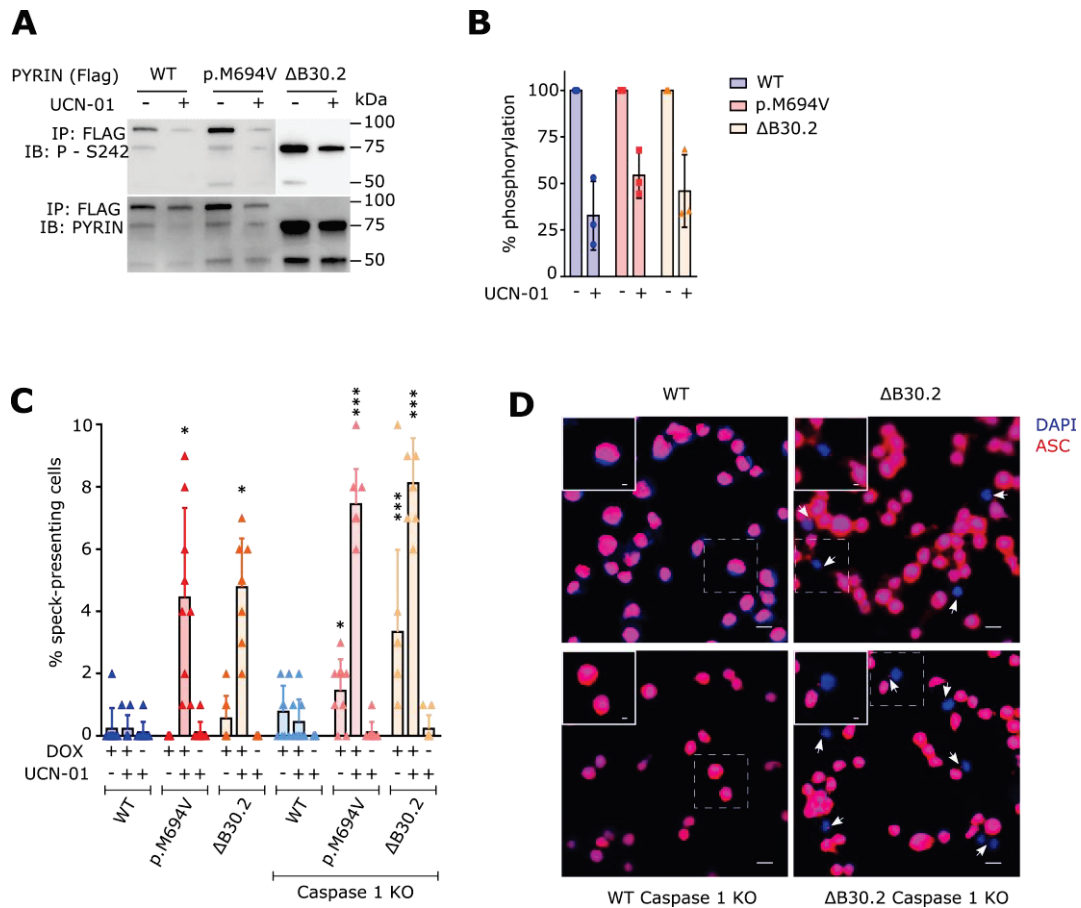 A
PYRIN (Flag) WT p.M694V ΔB30.2
UCN-01 - + - + - + kDa
IP: FLAG
IB: P - S242
100
75
50
IP: FLAG
IB: PYRIN
100
75
50
B
% phosphorylation
100
75
50
25
0
UCN-01 - + - + - +
WT
p.M694V
ΔB30.2
C
% speck-presenting cells
10
8
6
4
2
0
* * * *** *** ***
DOX + + - + + - + + - + + - + + - + + -
UCN-01 - + + - + + - + + - + + - + + - + +
WT p.M694V ΔB30.2 WT p.M694V ΔB30.2
Caspase 1 KO
D
WT ΔB30.2
DAPI
ASC
WT Caspase 1 KO ΔB30.2 Caspase 1 KO